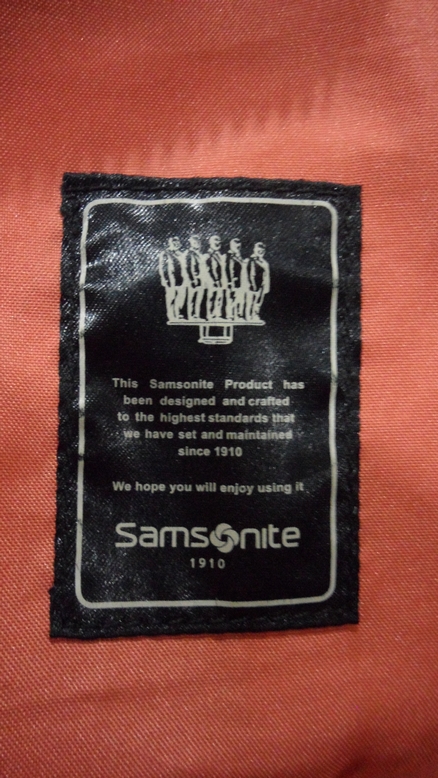 This Samsonite Product has
been designed and crafted
to the highest standards that
we have set and maintained
since 1910
We hope you will enjoy using it
Samsonite
1910